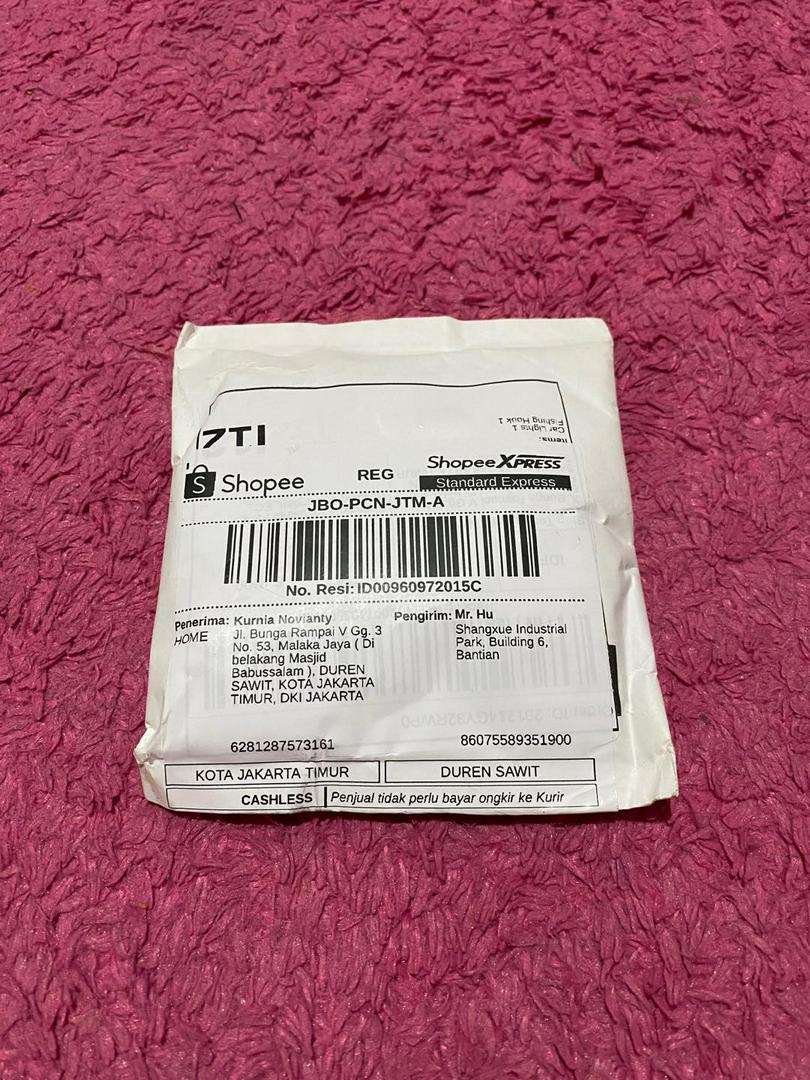 Items:
Car Lights 1
Fishing Hook 1
7TI
S Shopee
REG
ShopeeXPRESS
Standard Express
JBO-PCN-JTM-A
No. Resi: ID00960972015C
Penerima: Kurnia Novianty
HOME
Jl. Bunga Rampai V Gg. 3
No. 53, Malaka Jaya ( Di
belakang Masjid
Babussalam ), DUREN
SAWIT, KOTA JAKARTA
TIMUR, DKI JAKARTA
6281287573161
Pengirim: Mr. Hu
Shangxue Industrial
Park, Building 6,
Bantian
86075589351900
KOTA JAKARTA TIMUR
DUREN SAWIT
CASHLESS
Penjual tidak perlu bayar ongkir ke Kurir